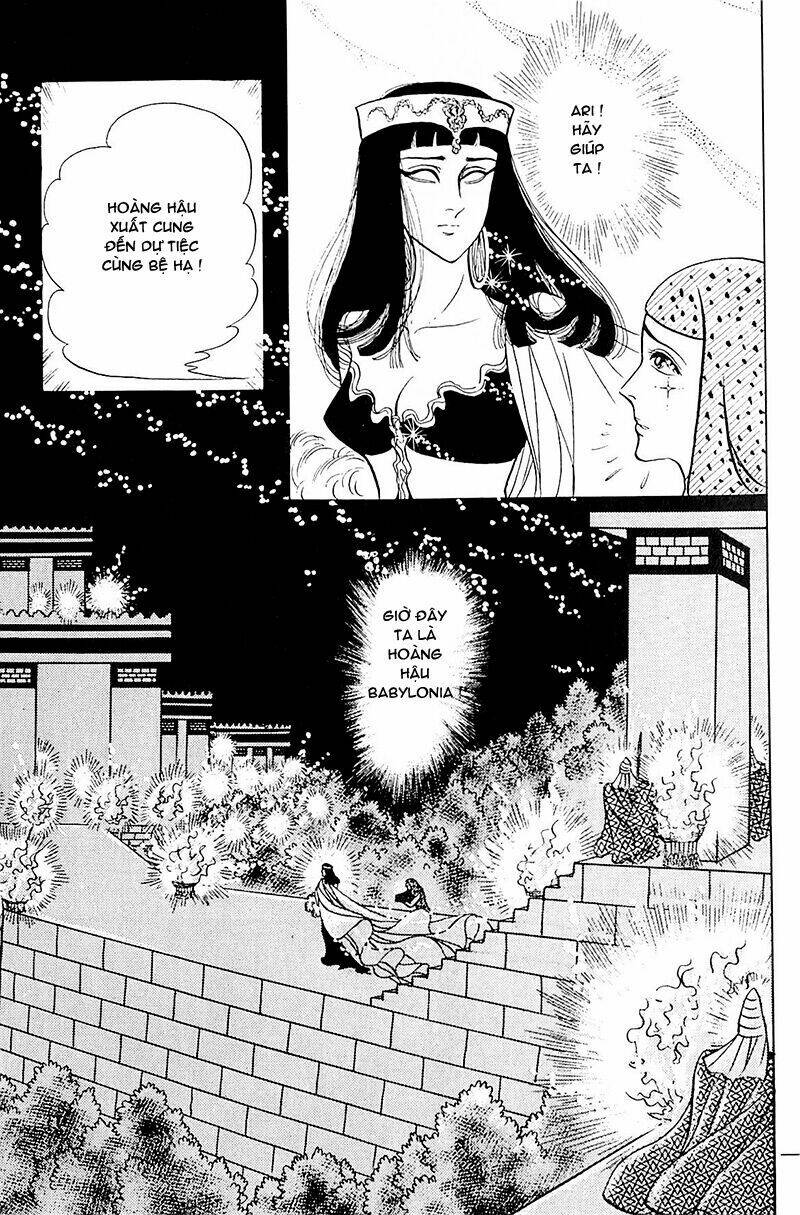 ARI !
HÃY
GIÚP
TA !
HOÀNG HẬU
XUẤT CUNG
ĐẾN DỰ TIỆC
CÙNG BỆ HẠ !
GIỜ ĐÂY
TA LÀ
HOÀNG
HẬU
BABYLONIA !